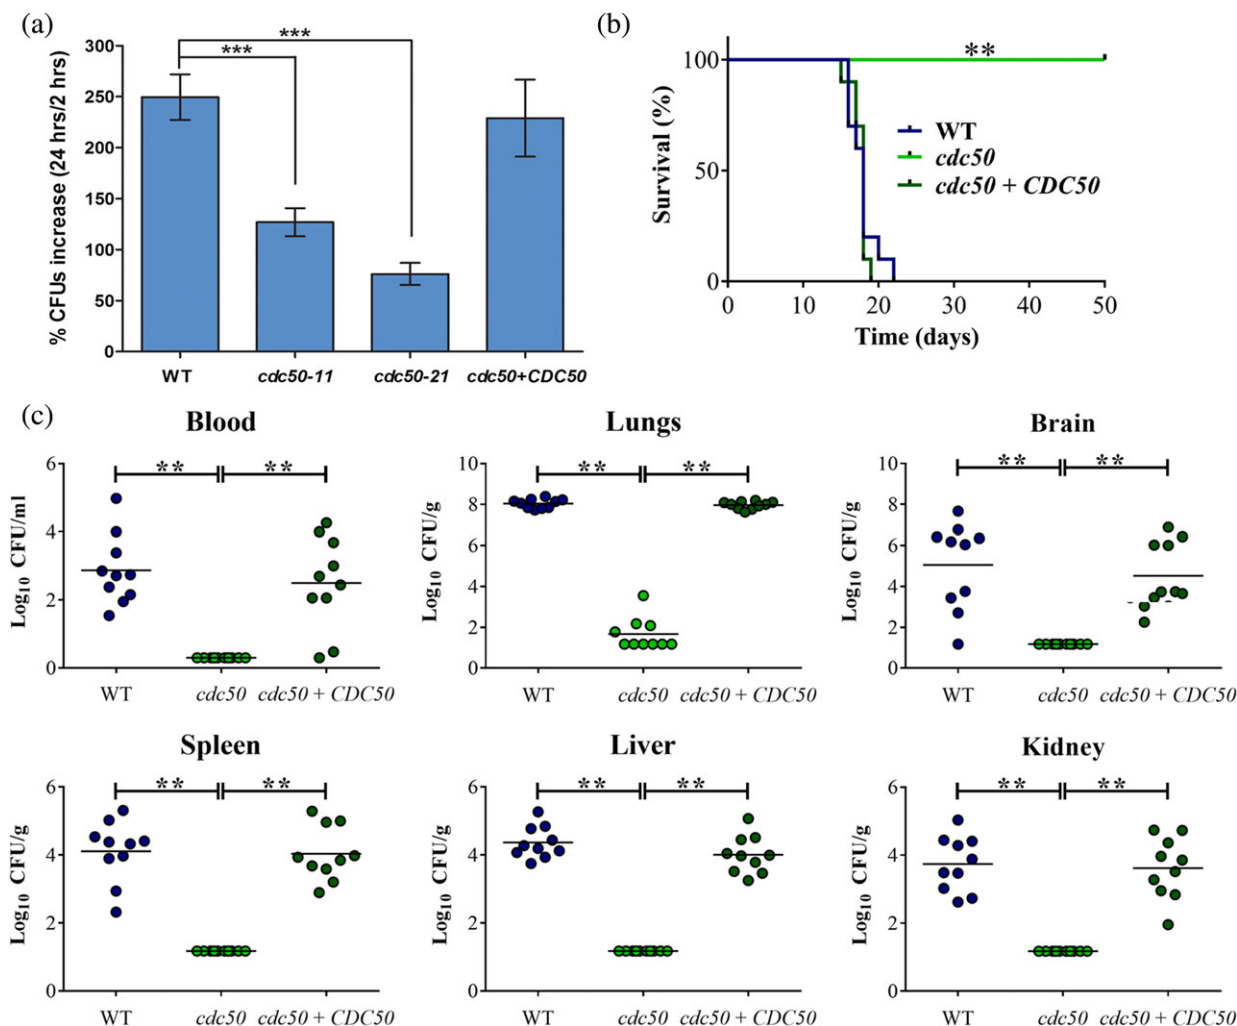 (a)
% CFUs increase (24 hrs/2 hrs)
300
250
200
150
100
50
0
***
***
WT
cdc50-11
cdc50-21
cdc50+CDC50
(b)
Survival (%)
100
50
0
**
WT
cdc50
cdc50 + CDC50
0 10 20 30 40 50
Time (days)
(c)
Blood
Log10 CFU/ml
6
4
2
0
** **
WT cdc50 cdc50 + CDC50
Lungs
Log10 CFU/g
10
8
6
4
2
0
** **
WT cdc50 cdc50 + CDC50
Brain
Log10 CFU/g
10
8
6
4
2
0
** **
WT cdc50 cdc50 + CDC50
Spleen
Log10 CFU/g
6
4
2
0
** **
WT cdc50 cdc50 + CDC50
Liver
Log10 CFU/g
6
4
2
0
** **
WT cdc50 cdc50 + CDC50
Kidney
Log10 CFU/g
6
4
2
0
** **
WT cdc50 cdc50 + CDC50